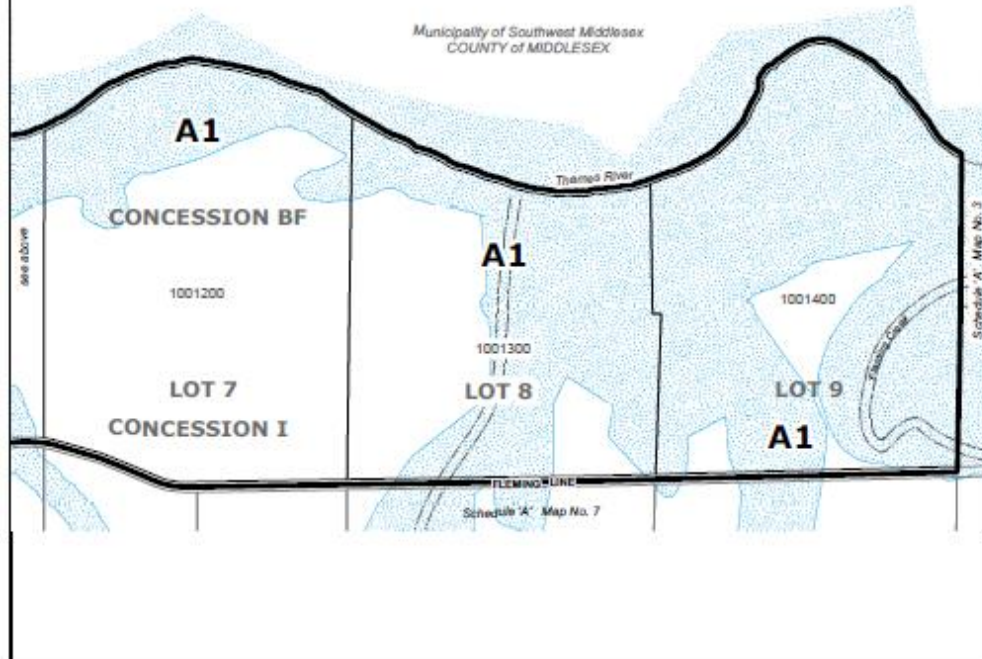 Municipality of Southwest Middlesex
COUNTY of MIDDLESEX
A1
Thames River
CONCESSION BF
see above
A1
Schedule 'A' Map No. 3
1001200
1001400
1001300
LOT 7
LOT 8
LOT 9
CONCESSION I
A1
FLEMING LINE
Schedule 'A' Map No. 7